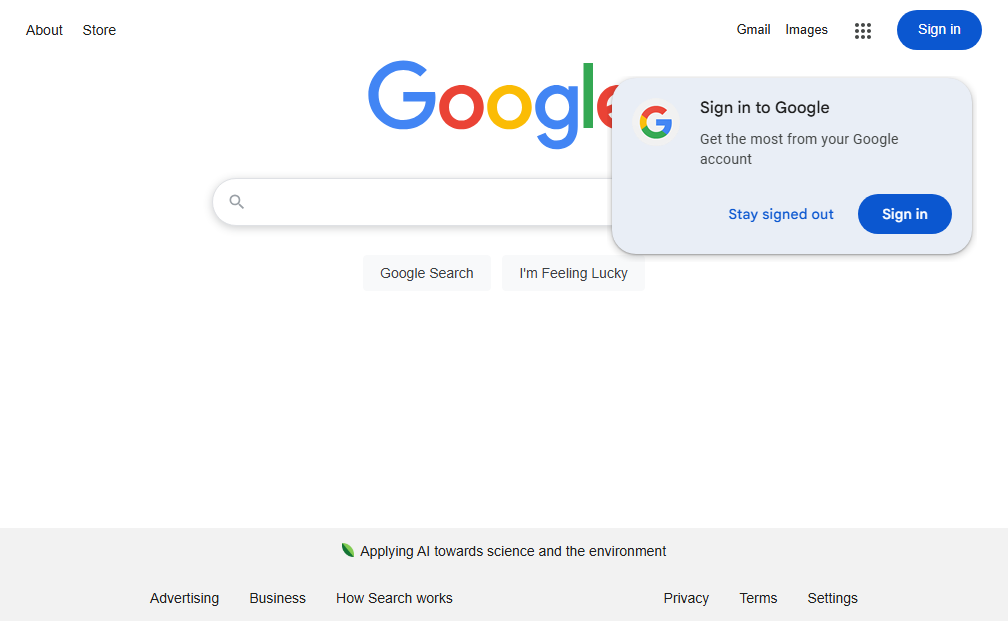 About Store Gmail Images Sign in
Google
Sign in to Google
Get the most from your Google
account
Stay signed out Sign in
Google Search I'm Feeling Lucky
Applying AI towards science and the environment
Advertising Business How Search works Privacy Terms Settings